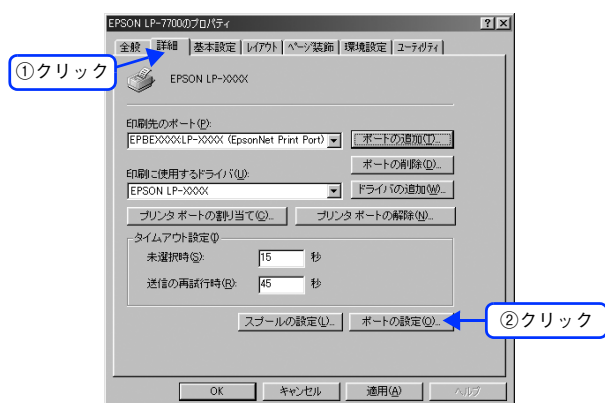 EPSON LP-7700のプロパティ
全般 詳細 基本設定 レイアウト ページ装飾 環境設定 ユーティリティ
①クリック
EPSON LP-XXXX
印刷先のポート(P):
EPBEXXXX:LP-XXXX (EpsonNet Print Port) ポートの追加(T)...
ポートの削除(D)...
印刷に使用するドライバ(U):
EPSON LP-XXXX ドライバの追加(W)...
プリンタ ポートの割り当て(C)... プリンタ ポートの解除(N)...
タイムアウト設定(I)
未選択時(S): 15 秒
送信の再試行時(R): 45 秒
スプールの設定(L)... ポートの設定(O)...
②クリック
OK キャンセル 適用(A) ヘルプ